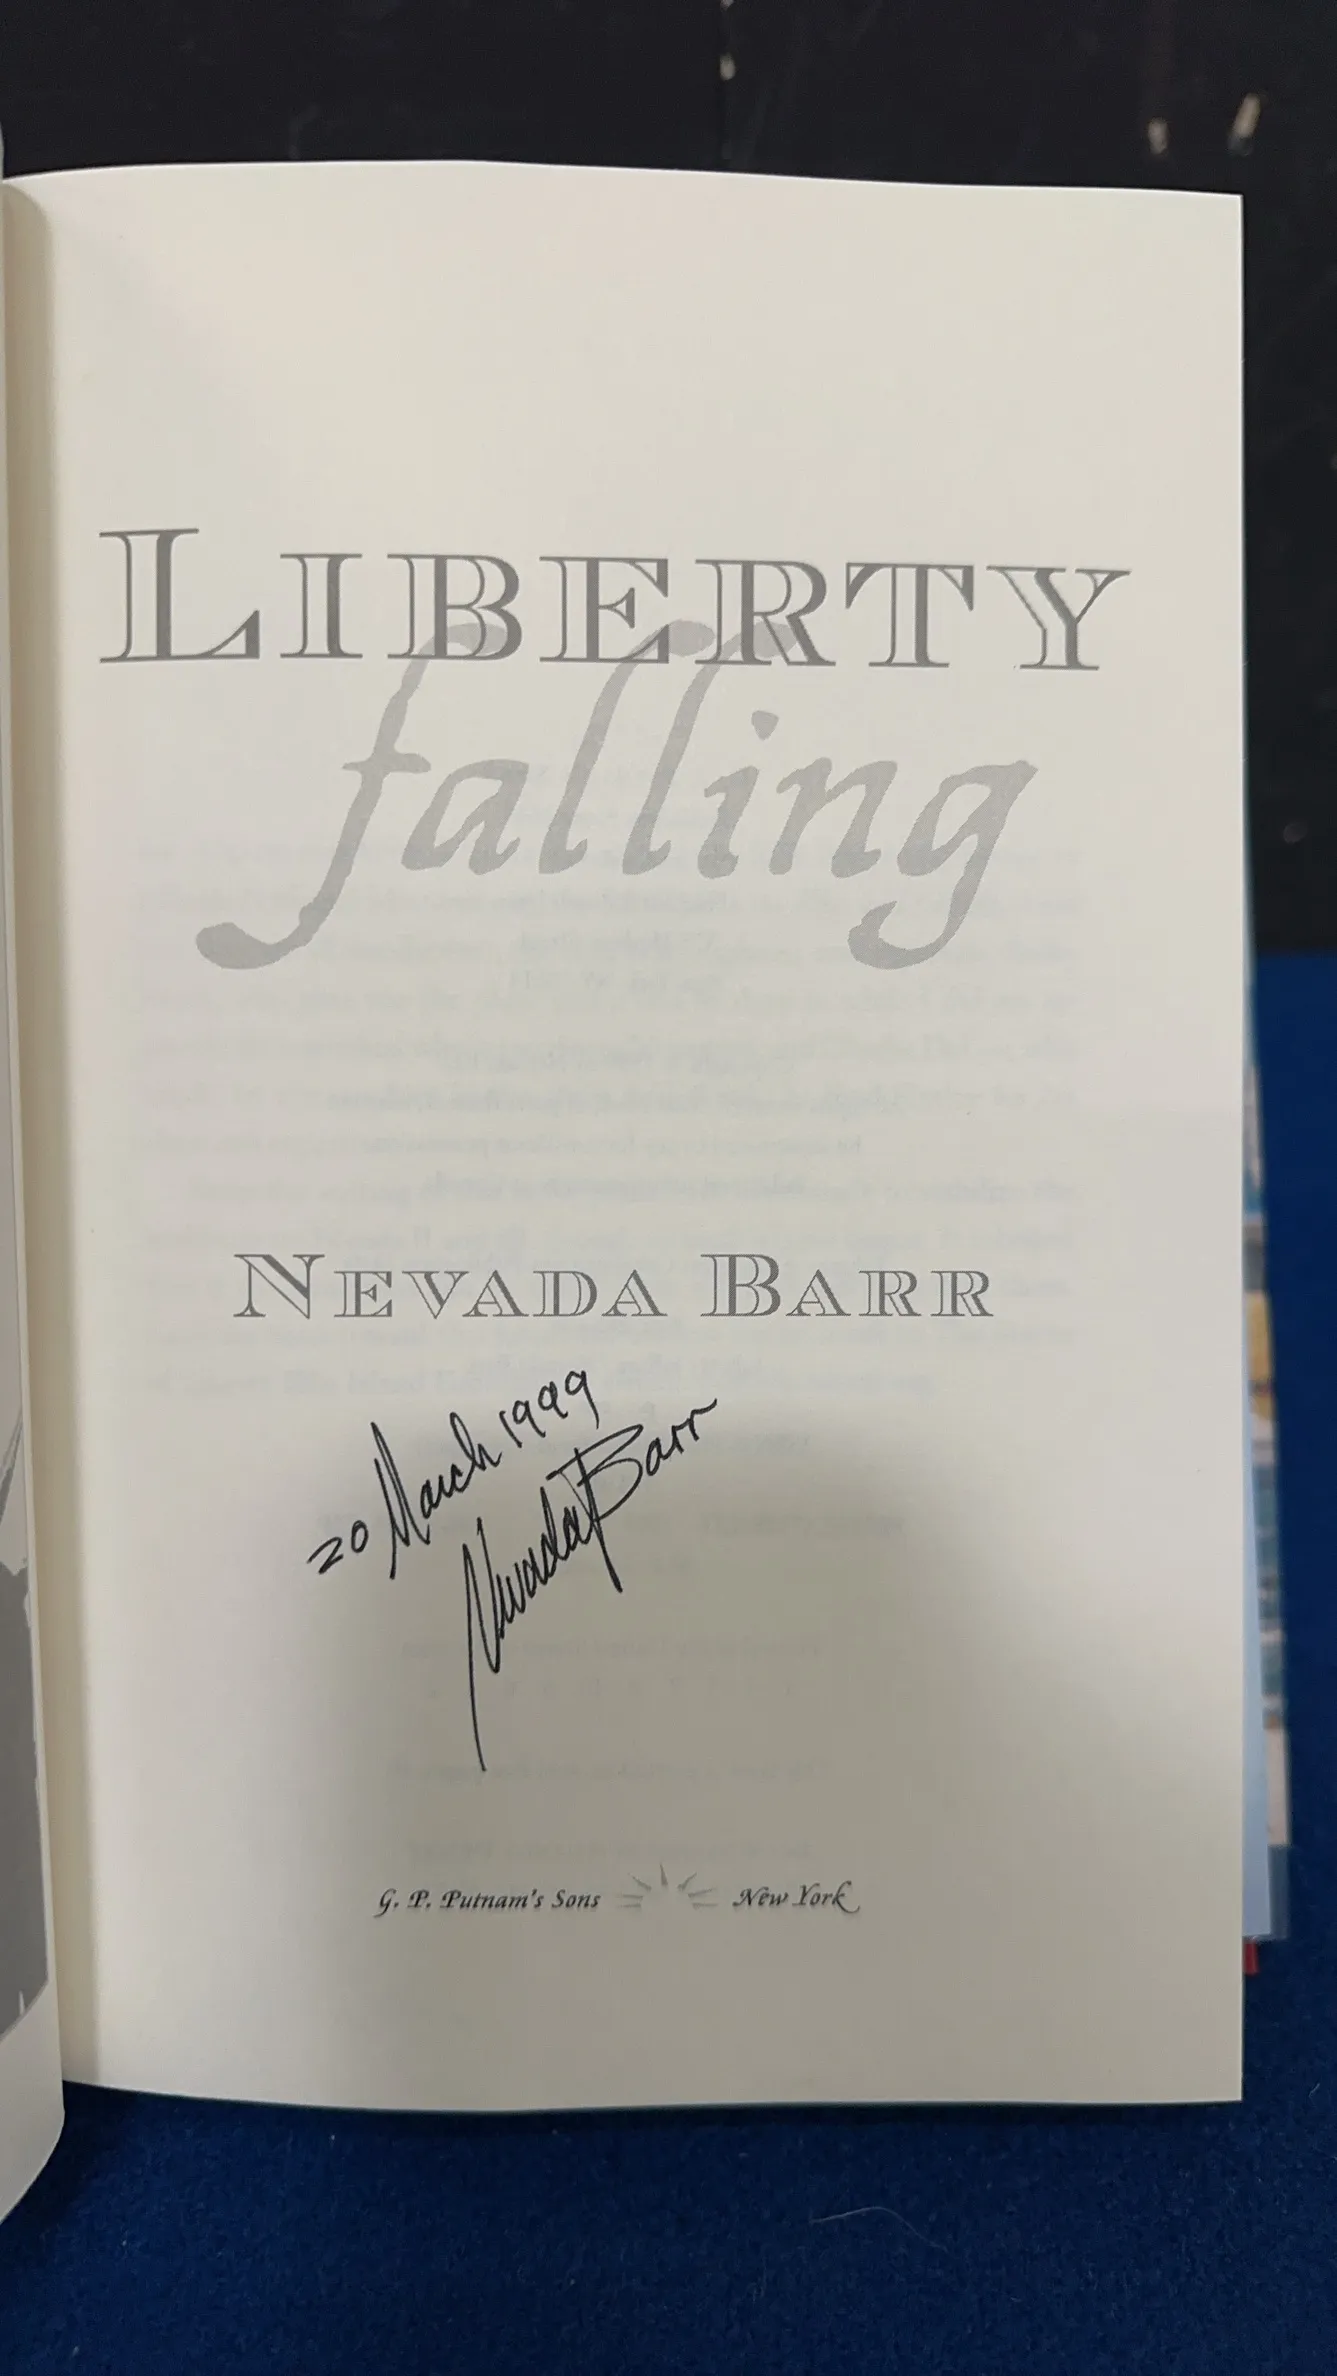 LIBERTY
falling
NEVADA BARR
20 March 1999
Nevada Barr
G. P. Putnam's Sons New York